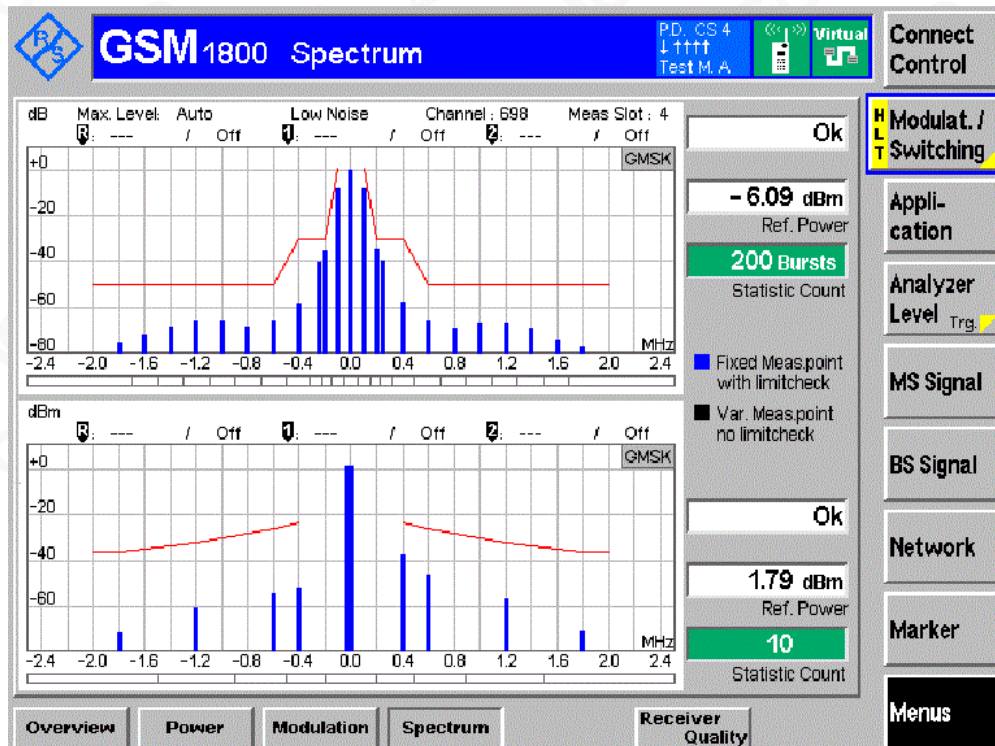 R S
GSM 1800 Spectrum
P.D. CS 4
Test M. A.
Virtual
Connect Control
dB Max. Level: Auto Low Noise Channel : 698 Meas Slot : 4
R : --- / Off 1 : --- / Off 2 : --- / Off
GMSK
+0
-20
-40
-60
-80
MHz
-2.4 -2.0 -1.6 -1.2 -0.8 -0.4 0.0 0.4 0.8 1.2 1.6 2.0 2.4
Ok
- 6.09 dBm
Ref. Power
200 Bursts
Statistic Count
Fixed Meas.point
with limitcheck
Var. Meas.point
no limitcheck
dBm
R : --- / Off 1 : --- / Off 2 : --- / Off
GMSK
+0
-20
-40
-60
MHz
-2.4 -2.0 -1.6 -1.2 -0.8 -0.4 0.0 0.4 0.8 1.2 1.6 2.0 2.4
Ok
1.79 dBm
Ref. Power
10
Statistic Count
HLT
Modulat. /
Switching
Appli-
cation
Analyzer
Level Trg.
MS Signal
BS Signal
Network
Marker
Menus
Overview Power Modulation Spectrum Receiver
Quality